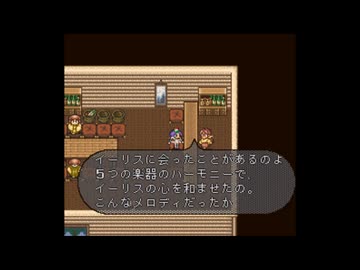 イーリスに会ったことがあるのよ
5つの楽器のハーモニーで、
イーリスの心を和ませたの。
こんなメロディだったか